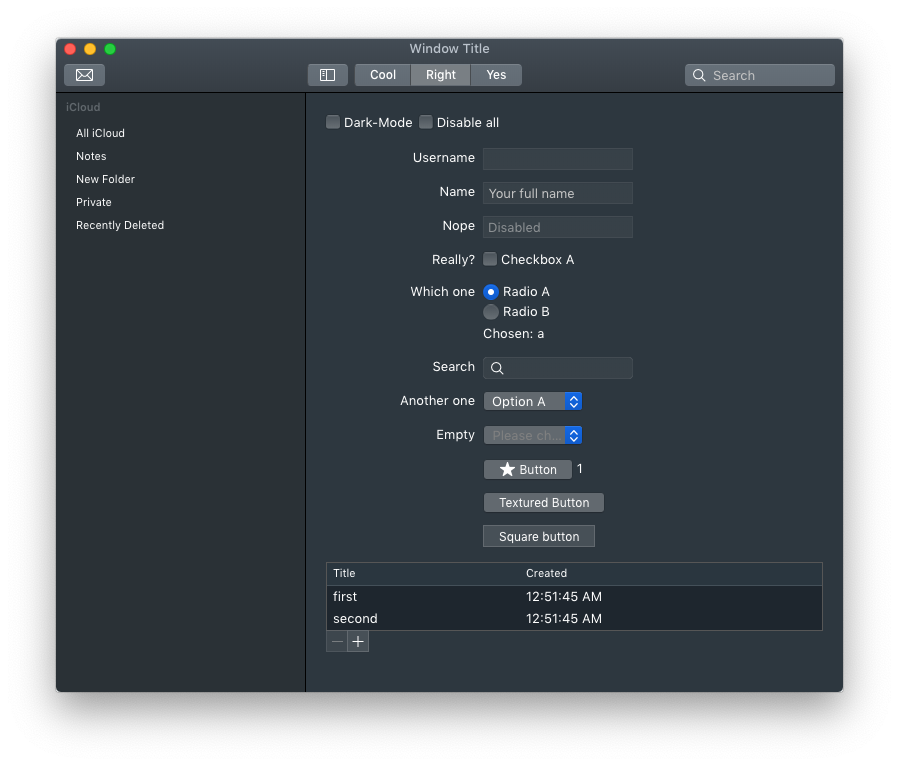 Window Title
Cool Right Yes Search
iCloud
All iCloud
Notes
New Folder
Private
Recently Deleted
Dark-Mode Disable all
Username
Name Your full name
Nope Disabled
Really? Checkbox A
Which one Radio A
Radio B
Chosen: a
Search
Another one Option A
Empty Please ch...
Button 1
Textured Button
Square button
Title Created
first 12:51:45 AM
second 12:51:45 AM